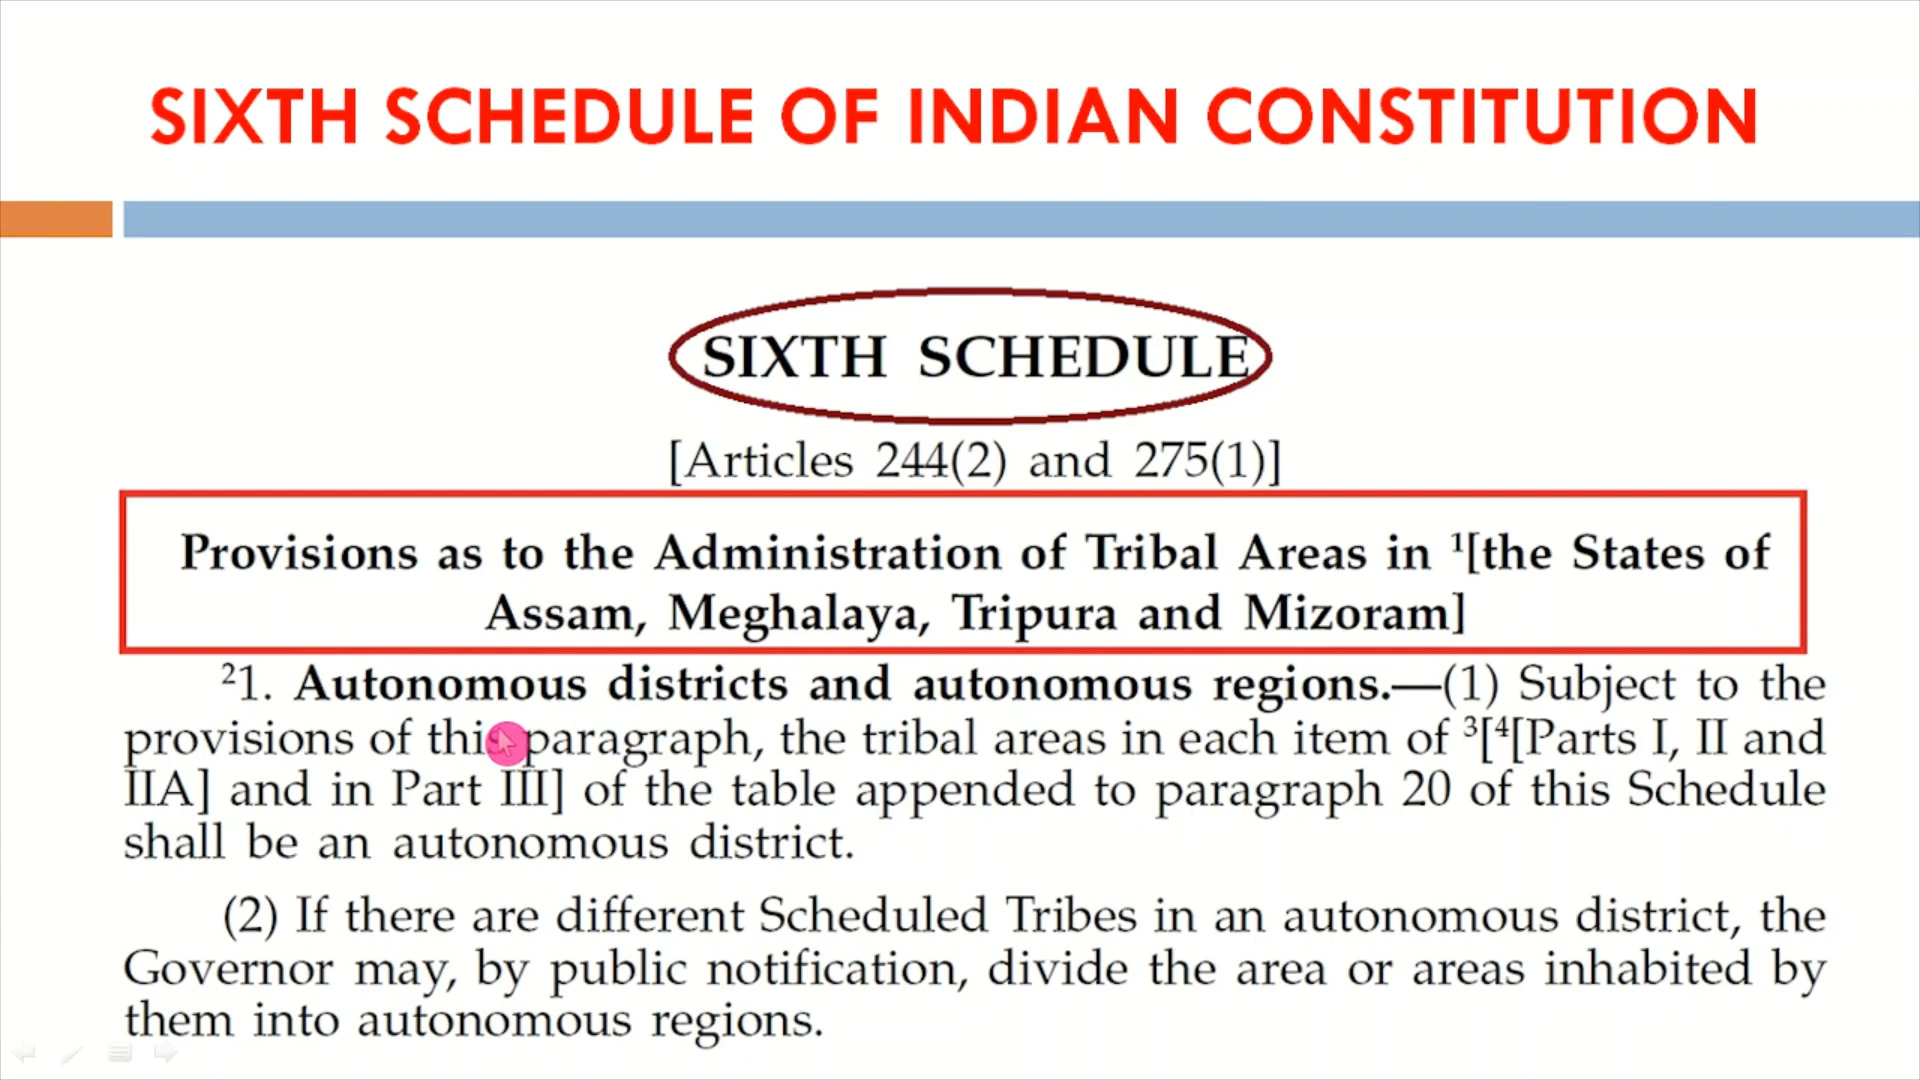 SIXTH SCHEDULE OF INDIAN CONSTITUTION
SIXTH SCHEDULE
[Articles 244(2) and 275(1)]
Provisions as to the Administration of Tribal Areas in ¹[the States of
Assam, Meghalaya, Tripura and Mizoram]
²1. Autonomous districts and autonomous regions.—(1) Subject to the
provisions of this paragraph, the tribal areas in each item of ³[⁴[Parts I, II and
IIA] and in Part III] of the table appended to paragraph 20 of this Schedule
shall be an autonomous district.
(2) If there are different Scheduled Tribes in an autonomous district, the
Governor may, by public notification, divide the area or areas inhabited by
them into autonomous regions.